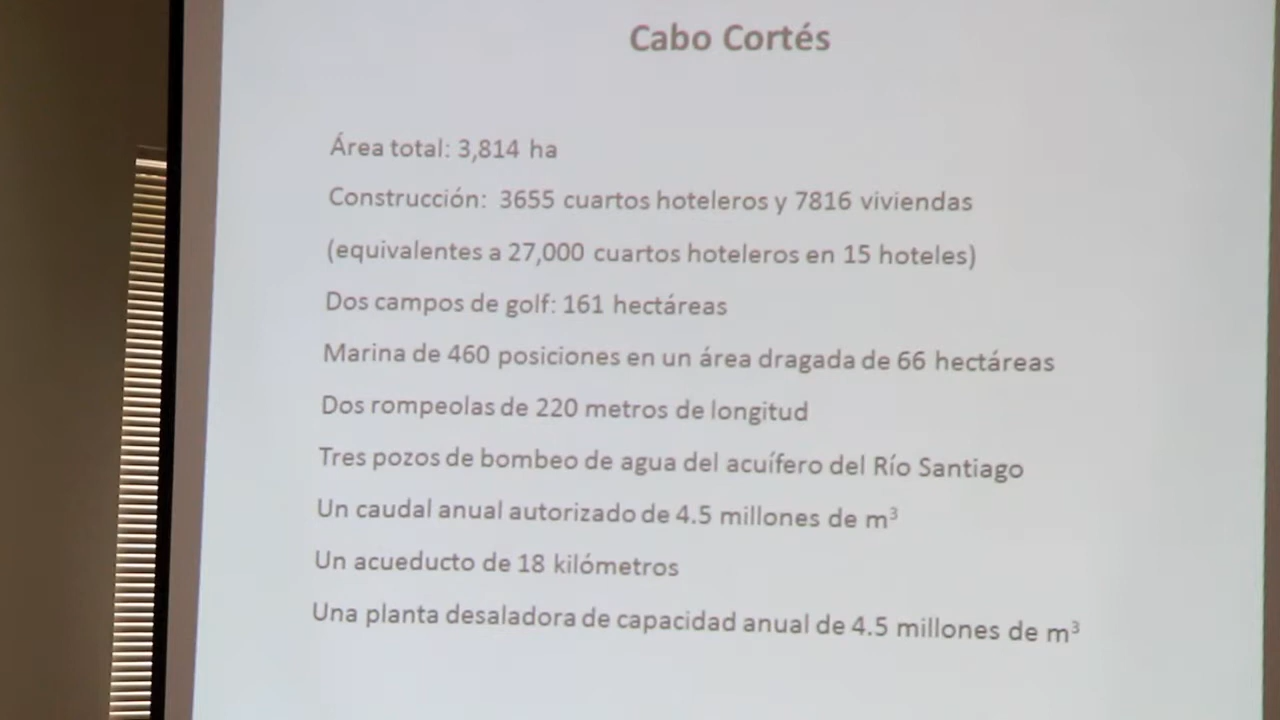 Cabo Cortés
Área total: 3,814 ha
Construcción: 3655 cuartos hoteleros y 7816 viviendas
(equivalentes a 27,000 cuartos hoteleros en 15 hoteles)
Dos campos de golf: 161 hectáreas
Marina de 460 posiciones en un área dragada de 66 hectáreas
Dos rompeolas de 220 metros de longitud
Tres pozos de bombeo de agua del acuífero del Río Santiago
Un caudal anual autorizado de 4.5 millones de m³
Un acueducto de 18 kilómetros
Una planta desaladora de capacidad anual de 4.5 millones de m³